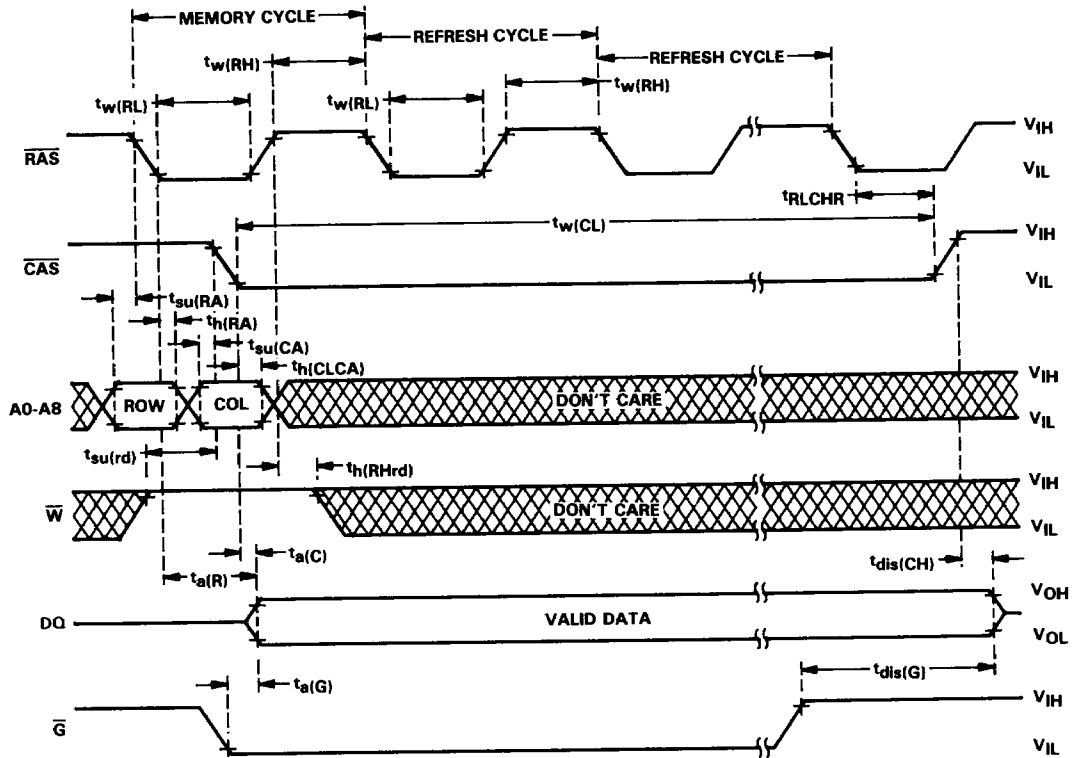 MEMORY CYCLE
REFRESH CYCLE
REFRESH CYCLE
tw(RH)
tw(RH)
tw(RL)
tw(RL)
RAS
VIH
VIL
tRLCHR
tw(CL)
CAS
VIH
VIL
tsu(RA)
th(RA)
tsu(CA)
th(CLCA)
A0-A8
ROW
COL
DON'T CARE
VIH
VIL
tsu(rd)
th(RHrd)
W
DON'T CARE
VIH
VIL
ta(C)
ta(R)
tdis(CH)
DQ
VALID DATA
VOH
VOL
ta(G)
tdis(G)
G
VIH
VIL